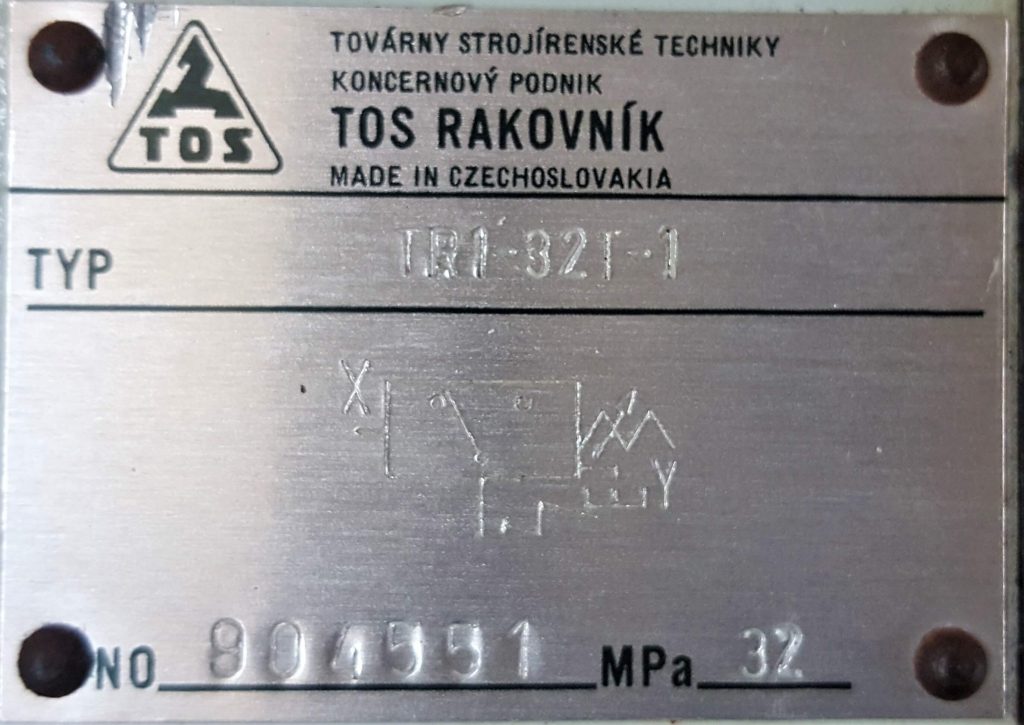 TOS
TOVÁRNY STROJÍRENSKÉ TECHNIKY
KONCERNOVÝ PODNIK
TOS RAKOVNÍK
MADE IN CZECHOSLOVAKIA
TYP TR1-32T-1
X
Y
NO 904551 MPa 32